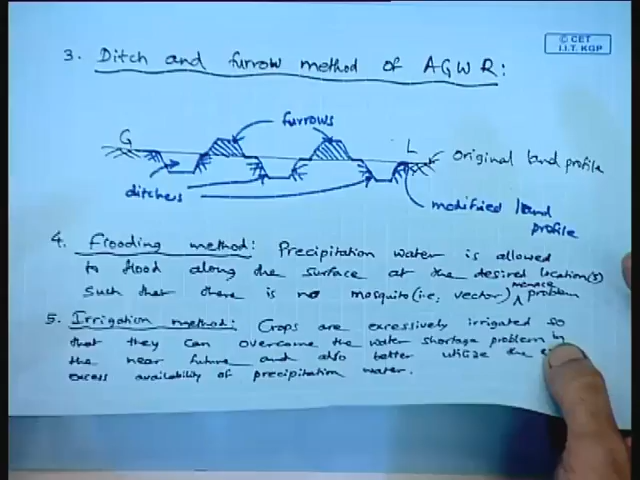 © CET
I.I.T. KGP
3. Ditch and furrow method of AGWR:
furrows
G
L
Original land profile
ditches
modified land
profile
4. Flooding method: Precipitation water is allowed
to flood along the surface at the desired location(s)
such that there is no mosquito (i.e., vector) menace problem
5. Irrigation method: Crops are excessively irrigated so
that they can overcome the water shortage problem in
the near future and also better utilize the
excess availability of precipitation water.